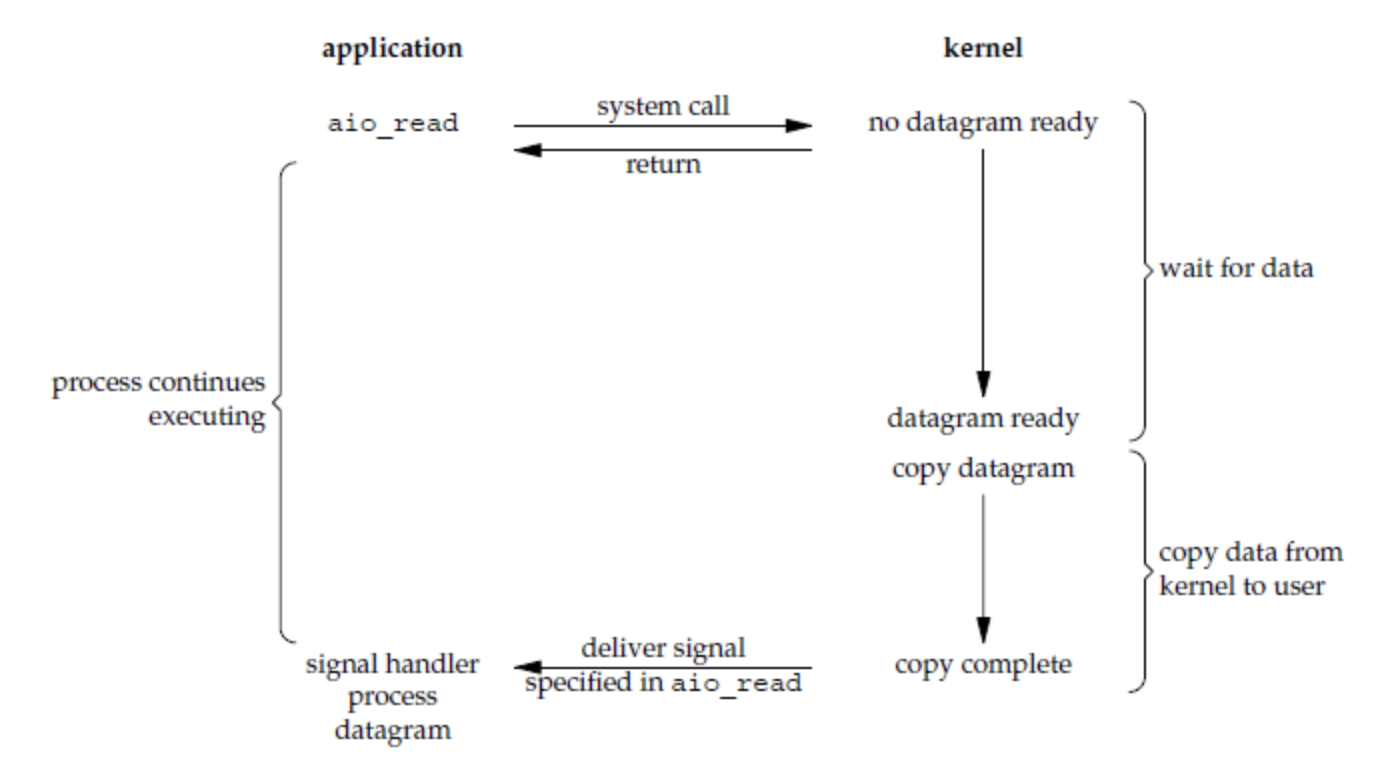 application
kernel
aio_read
system call
no datagram ready
return
wait for data
process continues
executing
datagram ready
copy datagram
copy data from
kernel to user
deliver signal
signal handler
copy complete
specified in aio_read
process
datagram